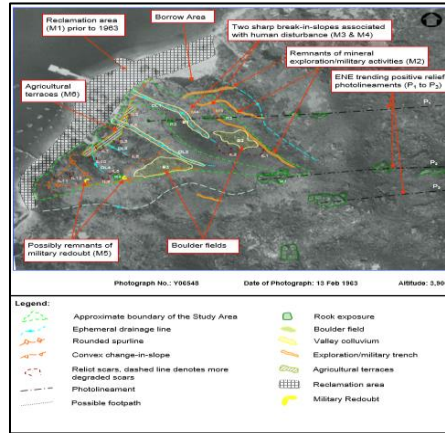 Reclamation area
(M1) prior to 1963
Borrow Area
Two sharp break-in-slopes associated
with human disturbance (M3 & M4)
Remnants of mineral
exploration/military activities (M2)
ENE trending positive relief
photolineaments (P₁ to P₃)
Agricultural
terraces (M6)
Possibly remnants of
military redoubt (M5)
Boulder fields
Photograph No.: Y06548
Date of Photograph: 13 Feb 1963
Altitude: 3,90
Legend:
Approximate boundary of the Study Area
Ephemeral drainage line
Rounded spurline
Convex change-in-slope
Relict scars, dashed line denotes more
degraded scars
Photolineament
Possible footpath
Rook exposure
Boulder field
Valley colluvium
Exploration/military trench
Agricultural terraces
Reclamation area
Military Redoubt